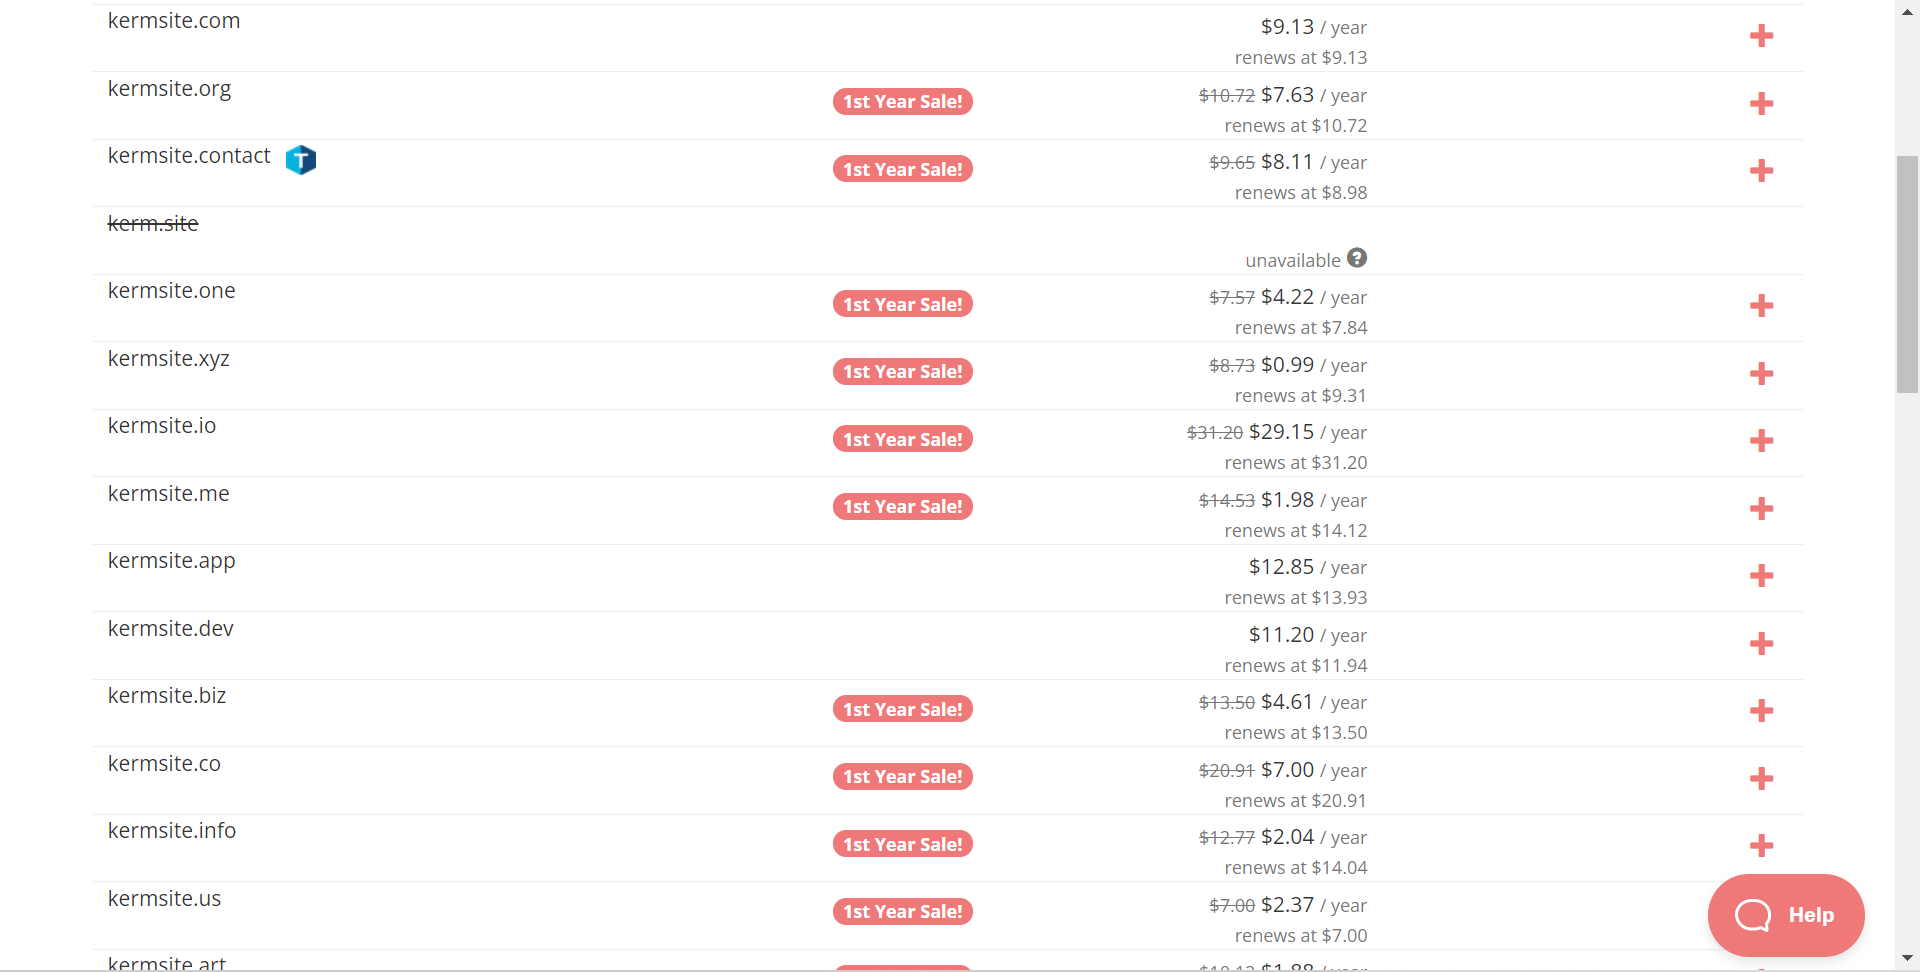 kermsite.com
$9.13 / year
renews at $9.13
kermsite.org
1st Year Sale!
$10.72 $7.63 / year
renews at $10.72
kermsite.contact
T
1st Year Sale!
$9.65 $8.11 / year
renews at $8.98
kerm.site
unavailable ?
kermsite.one
1st Year Sale!
$7.57 $4.22 / year
renews at $7.84
kermsite.xyz
1st Year Sale!
$8.73 $0.99 / year
renews at $9.31
kermsite.io
1st Year Sale!
$31.20 $29.15 / year
renews at $31.20
kermsite.me
1st Year Sale!
$14.53 $1.98 / year
renews at $14.12
kermsite.app
$12.85 / year
renews at $13.93
kermsite.dev
$11.20 / year
renews at $11.94
kermsite.biz
1st Year Sale!
$13.50 $4.61 / year
renews at $13.50
kermsite.co
1st Year Sale!
$20.91 $7.00 / year
renews at $20.91
kermsite.info
1st Year Sale!
$12.77 $2.04 / year
renews at $14.04
kermsite.us
1st Year Sale!
$7.00 $2.37 / year
renews at $7.00
Help
kermsite.art